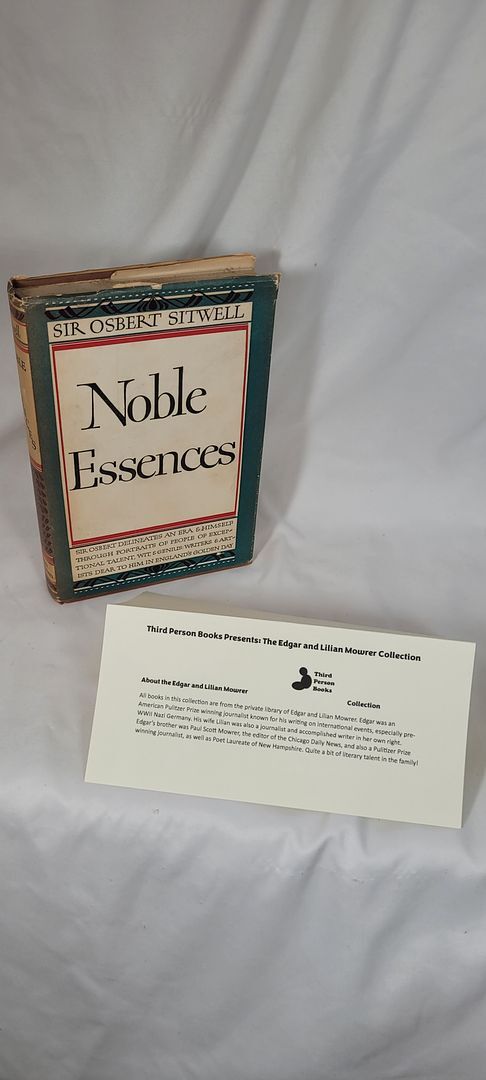 SIR OSBERT SITWELL
Noble
Essences
SIR OSBERT DELINEATES AN ERA & HIMSELF
THROUGH PORTRAITS OF PEOPLE OF EXCEP-
TIONAL TALENT, WIT, & GENIUS: WRITERS & ART-
ISTS DEAR TO HIM IN ENGLAND'S GOLDEN DAY
Third Person Books Presents: The Edgar and Lilian Mowrer Collection
Third
Person
Books
Collection
About the Edgar and Lilian Mowrer
All books in this collection are from the private library of Edgar and Lilian Mowrer. Edgar was an
American Pulitzer Prize winning journalist known for his writing on international events, especially pre-
WWII Nazi Germany. His wife Lilian was also a journalist and accomplished writer in her own right.
Edgar's brother was Paul Scott Mowrer, the editor of the Chicago Daily News, and also a Pulitzer Prize
winning journalist, as well as Poet Laureate of New Hampshire. Quite a bit of literary talent in the family!